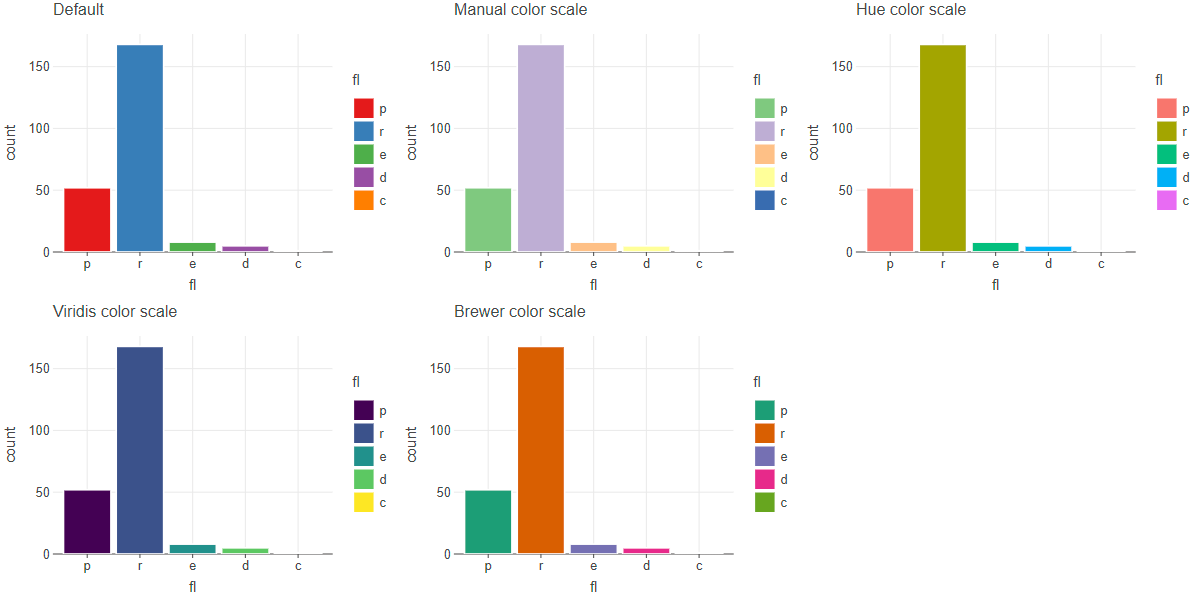 Default
150
100
50
0
count
p r e d c
fl
fl
p
r
e
d
c
Manual color scale
150
100
50
0
count
p r e d c
fl
fl
p
r
e
d
c
Hue color scale
150
100
50
0
count
p r e d c
fl
fl
p
r
e
d
c
Viridis color scale
150
100
50
0
count
p r e d c
fl
fl
p
r
e
d
c
Brewer color scale
150
100
50
0
count
p r e d c
fl
fl
p
r
e
d
c